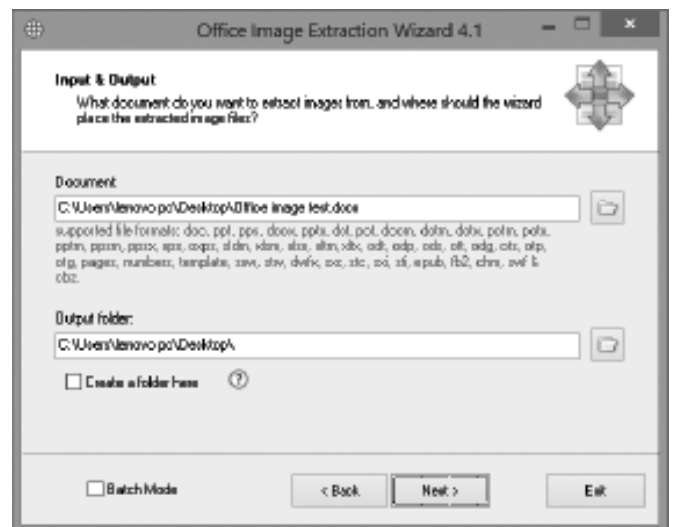 Office Image Extraction Wizard 4.1
Input & Output
What document do you want to extract images from, and where should the wizard
place the extracted image files?
Document
C:\Users\lenovo pc\Desktop\Office image test.docx
supported file formats: doc, ppt, pps, docx, pptx, dot, pot, docm, dotm, dotx, potm, potx,
pptm, ppsm, ppsx, xps, oxps, sldm, xlsm, xlsx, xltm, xltx, odt, odp, ods, ott, odg, ots, otp,
otg, pages, numbers, template, sxw, stw, dwfx, sxc, stc, sxi, sti, epub, fb2, chm, swf &
cbz.
Output folder:
C:\Users\lenovo pc\Desktop\
Create a folder here ?
Batch Mode
< Back
Next >
Exit